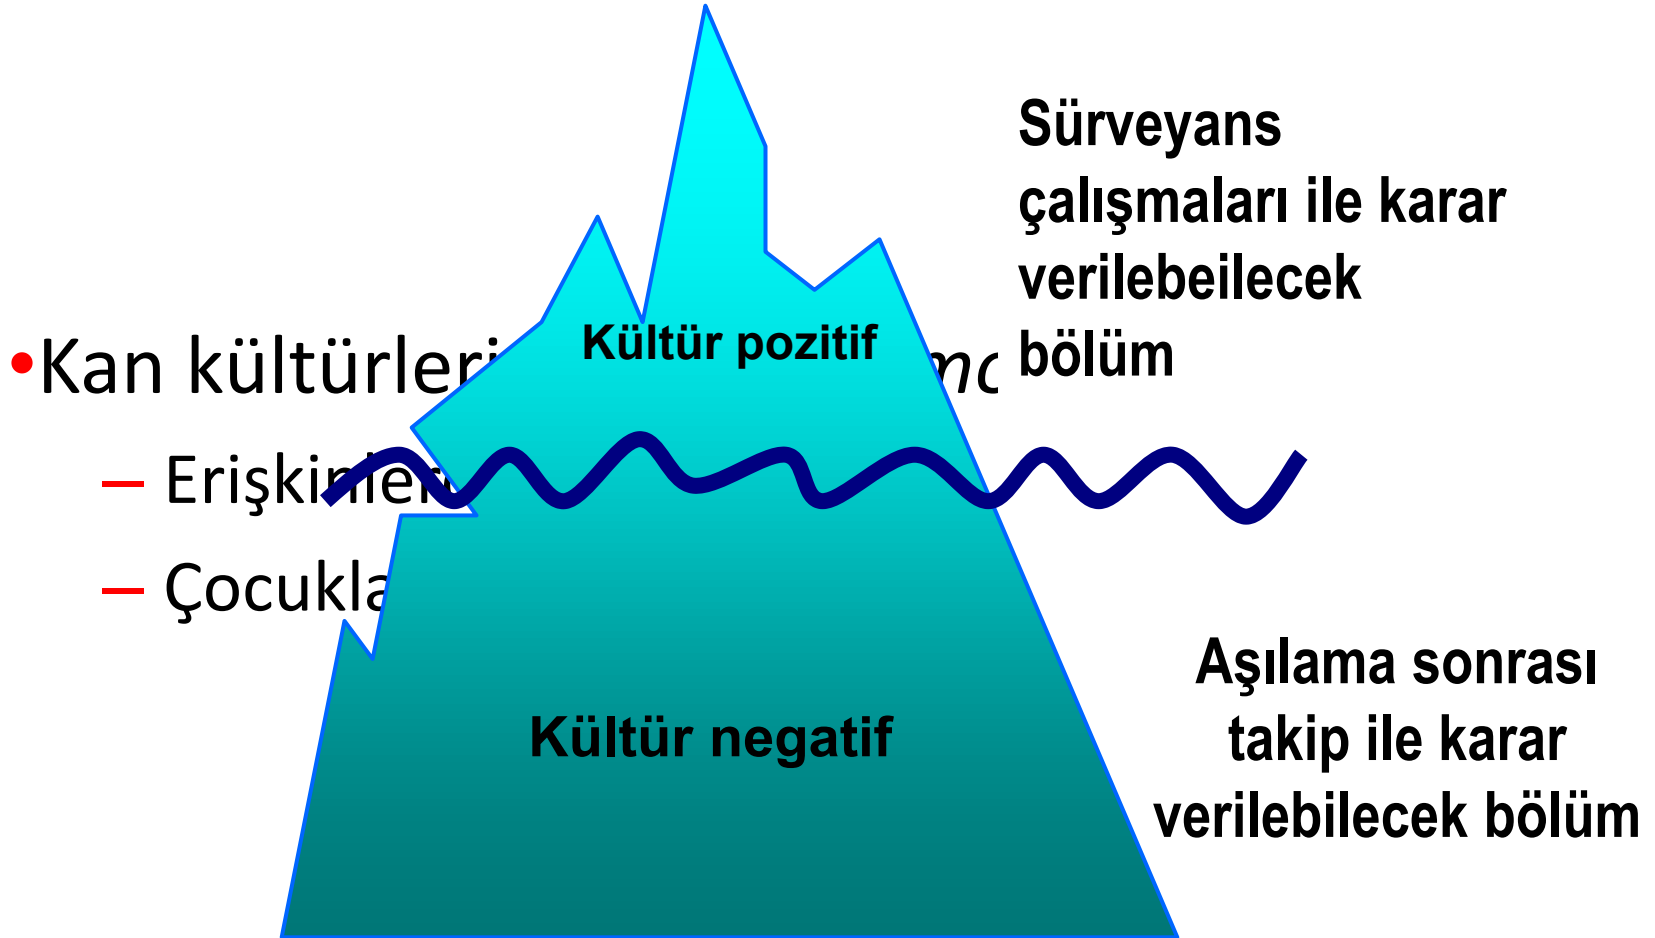 Sürveyans
çalışmaları ile karar
verilebeilecek
bölüm
Kültür pozitif
•Kan kültürleri
– Erişkinler
– Çocukla
Kültür negatif
Aşılama sonrası
takip ile karar
verilebilecek bölüm